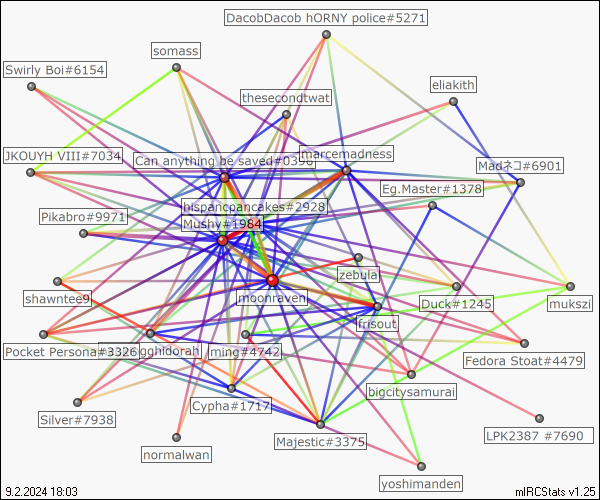 DacobDacob hORNY police#5271
somass
Swirly Boi#6154
eliakith
thesecondtwat
JKOUYH VIII#7034
Can anything be saved#0396
marcemadness
Madネコ#6901
Eg.Master#1378
hispancpancakes#2928
Pikabro#9971
Mushy#1984
zebula
shawntee9
moonraven
Duck#1245
mukszi
frisout
Pocket Persona#3326
gghidorah
ming#4742
Fedora Stoat#4479
bigcitysamurai
Silver#7938
Cypha#1717
LPK2387 #7690
Majestic#3375
normalwan
yoshimanden
9.2.2024 18:03
mIRCStats v1.25